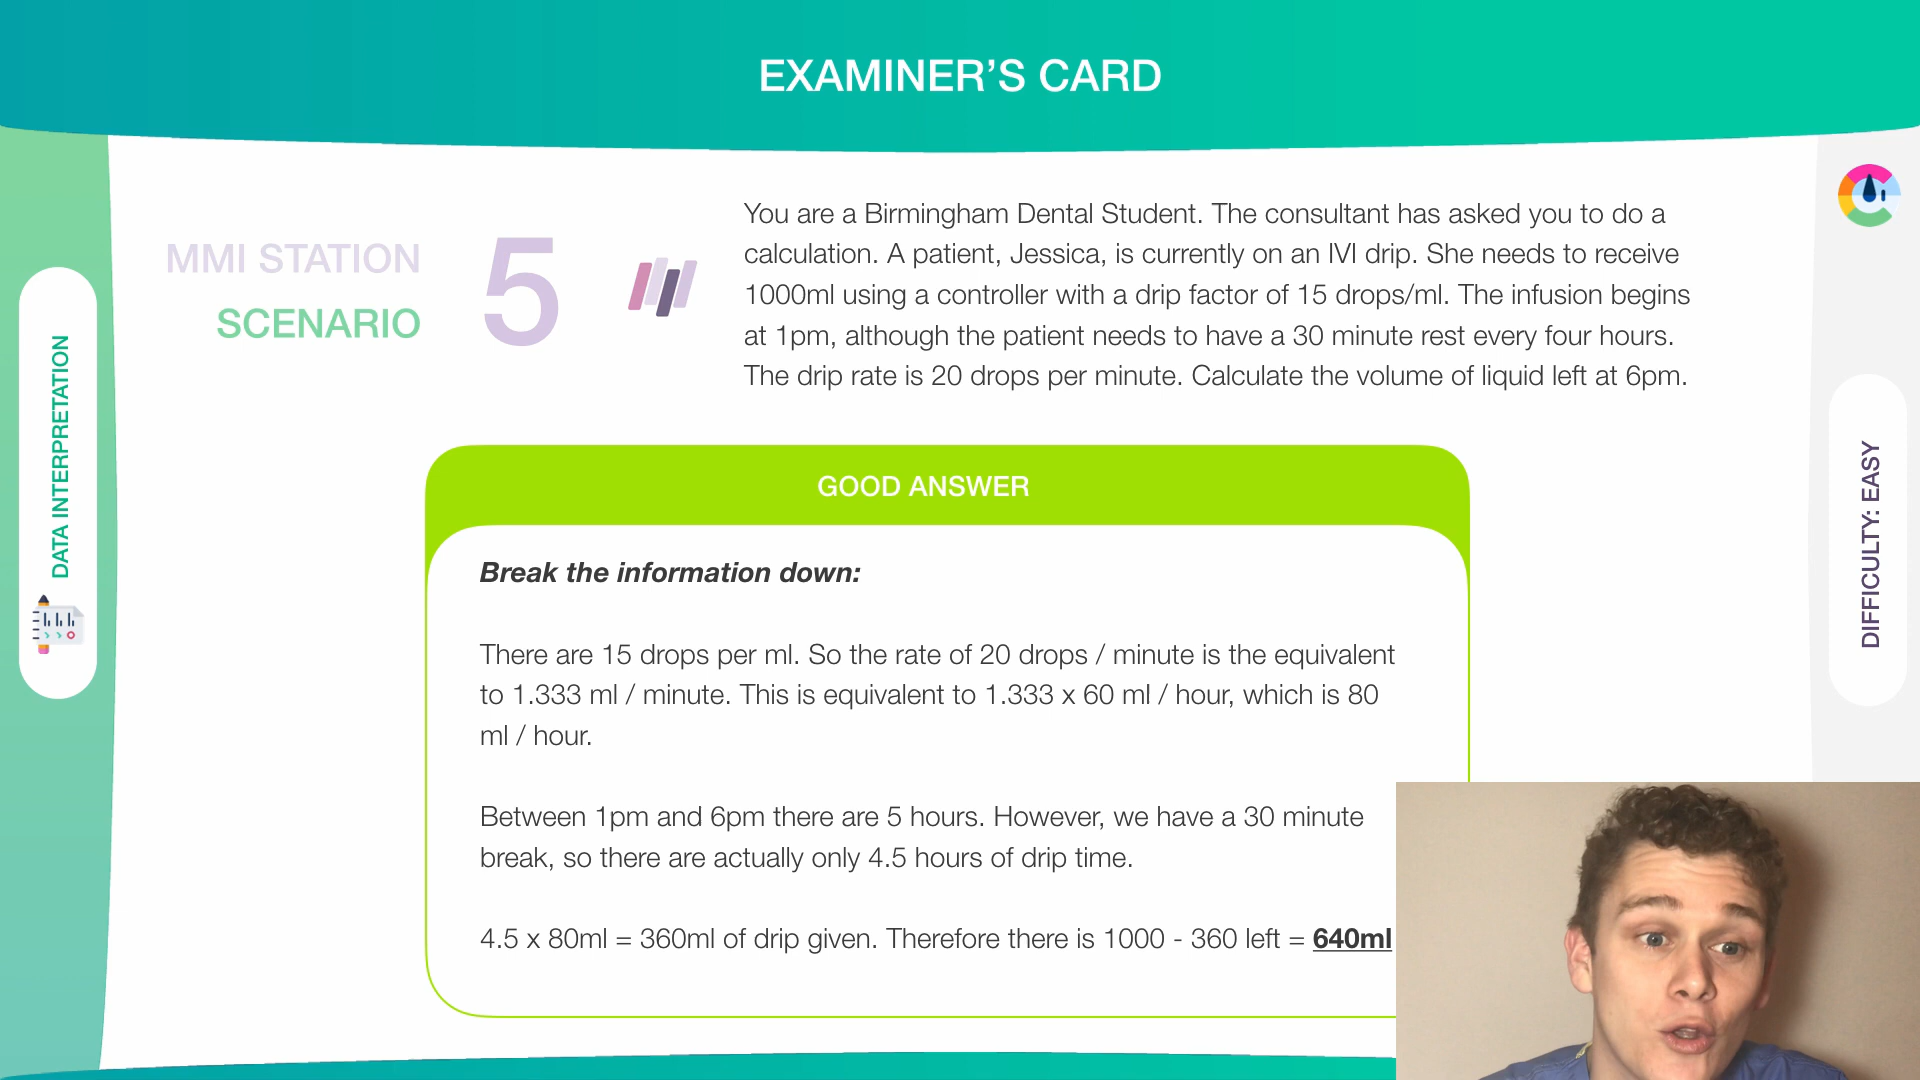 EXAMINER’S CARD
MMI STATION
SCENARIO
5
You are a Birmingham Dental Student. The consultant has asked you to do a
calculation. A patient, Jessica, is currently on an IVI drip. She needs to receive
1000ml using a controller with a drip factor of 15 drops/ml. The infusion begins
at 1pm, although the patient needs to have a 30 minute rest every four hours.
The drip rate is 20 drops per minute. Calculate the volume of liquid left at 6pm.
DATA INTERPRETATION
DIFFICULTY: EASY
GOOD ANSWER
Break the information down:
There are 15 drops per ml. So the rate of 20 drops / minute is the equivalent
to 1.333 ml / minute. This is equivalent to 1.333 x 60 ml / hour, which is 80
ml / hour.
Between 1pm and 6pm there are 5 hours. However, we have a 30 minute
break, so there are actually only 4.5 hours of drip time.
4.5 x 80ml = 360ml of drip given. Therefore there is 1000 - 360 left = 640ml